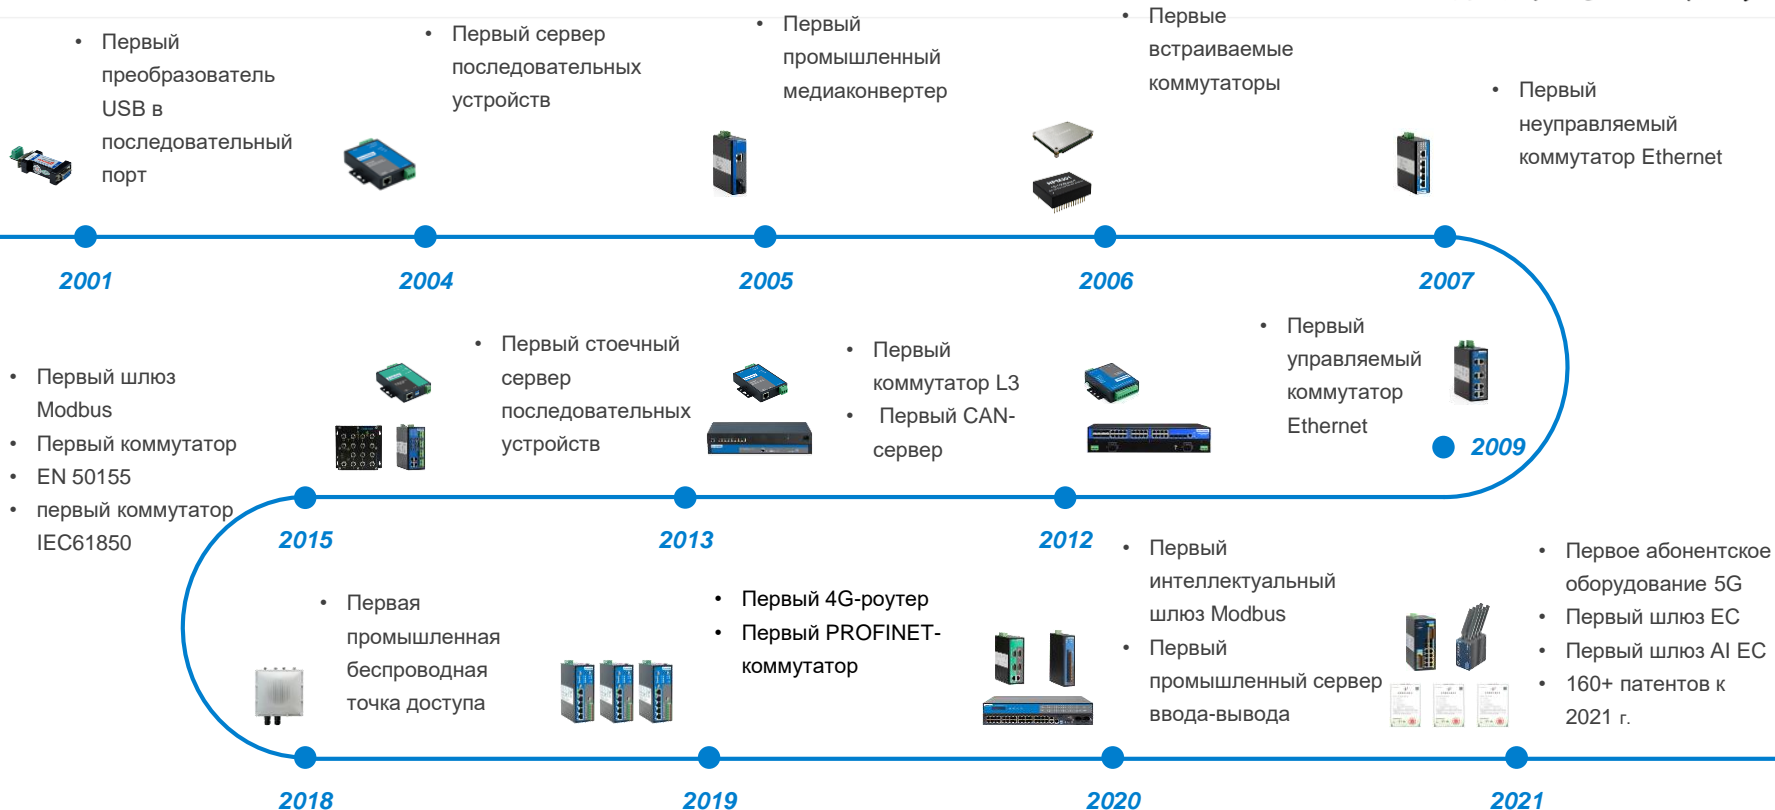 • Первый
преобразователь
USB в
последовательный
порт
2001
• Первый сервер
последовательных
устройств
2004
• Первый
промышленный
медиаконвертер
2005
• Первые
встраиваемые
коммутаторы
2006
• Первый
неуправляемый
коммутатор Ethernet
2007
• Первый
управляемый
коммутатор
Ethernet
2009
• Первый
коммутатор L3
• Первый CAN-
сервер
2012
• Первый стоечный
сервер
последовательных
устройств
2013
• Первый шлюз
Modbus
• Первый коммутатор
• EN 50155
• первый коммутатор
IEC61850
2015
• Первая
промышленная
беспроводная
точка доступа
2018
• Первый 4G-роутер
• Первый PROFINET-
коммутатор
2019
• Первый
интеллектуальный
шлюз Modbus
• Первый
промышленный сервер
ввода-вывода
2020
• Первое абонентское
оборудование 5G
• Первый шлюз EC
• Первый шлюз AI EC
• 160+ патентов к
2021 г.
2021